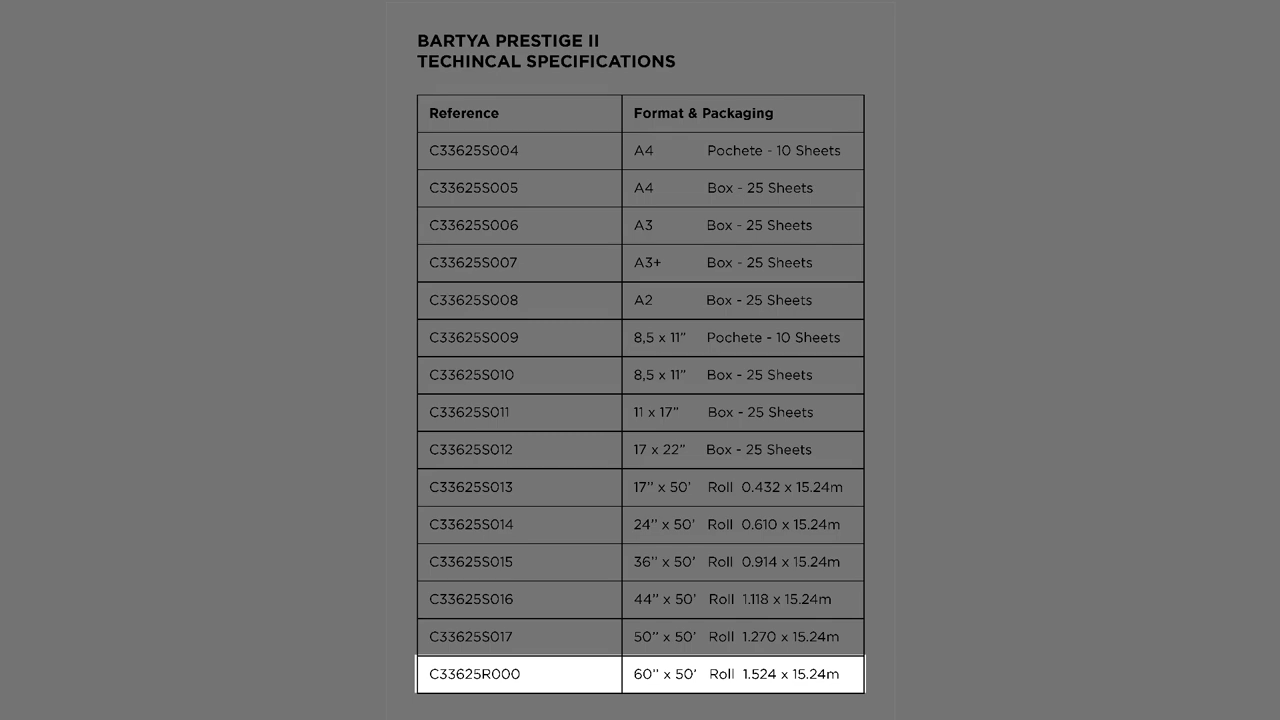 BARTYA PRESTIGE II
TECHINCAL SPECIFICATIONS
Reference Format & Packaging
C33625S004 A4 Pochete - 10 Sheets
C33625S005 A4 Box - 25 Sheets
C33625S006 A3 Box - 25 Sheets
C33625S007 A3+ Box - 25 Sheets
C33625S008 A2 Box - 25 Sheets
C33625S009 8,5 x 11” Pochete - 10 Sheets
C33625S010 8,5 x 11” Box - 25 Sheets
C33625S011 11 x 17” Box - 25 Sheets
C33625S012 17 x 22” Box - 25 Sheets
C33625S013 17’’ x 50’ Roll 0.432 x 15.24m
C33625S014 24’’ x 50’ Roll 0.610 x 15.24m
C33625S015 36’’ x 50’ Roll 0.914 x 15.24m
C33625S016 44’’ x 50’ Roll 1.118 x 15.24m
C33625S017 50’’ x 50’ Roll 1.270 x 15.24m
C33625R000 60’’ x 50’ Roll 1.524 x 15.24m